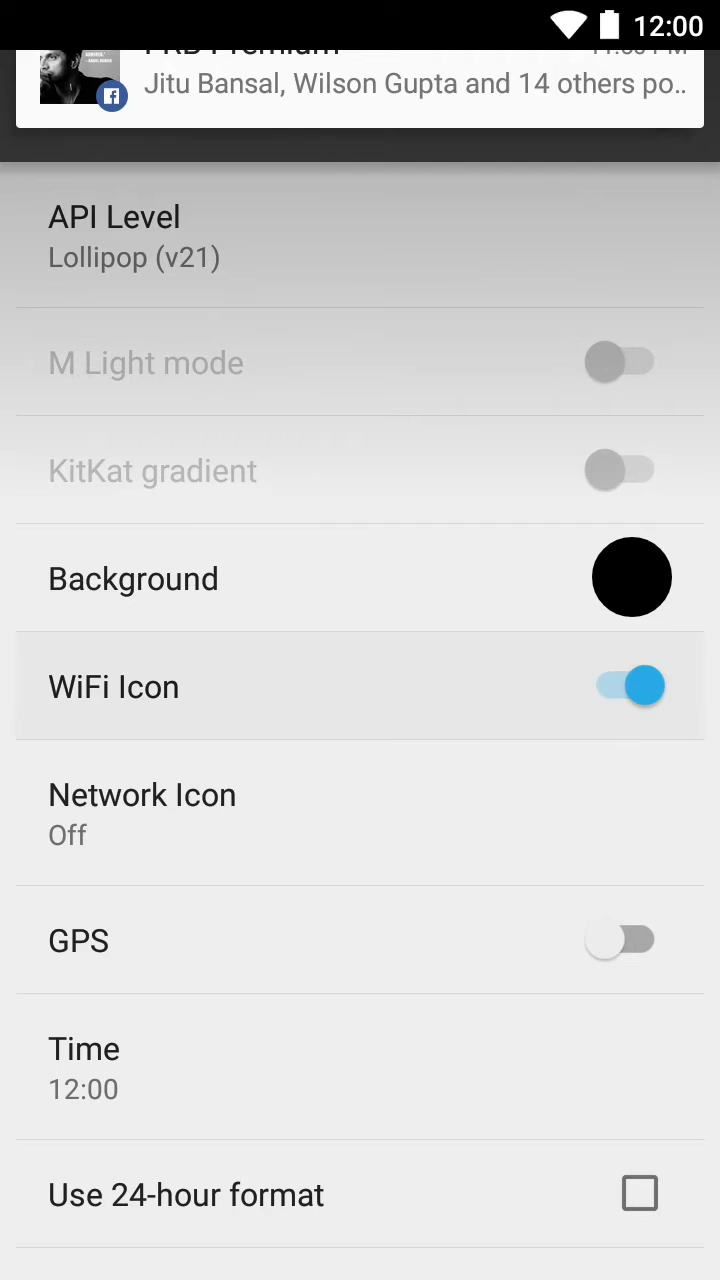 12:00
Jitu Bansal, Wilson Gupta and 14 others po..
API Level
Lollipop (v21)
M Light mode
KitKat gradient
Background
WiFi Icon
Network Icon
Off
GPS
Time
12:00
Use 24-hour format